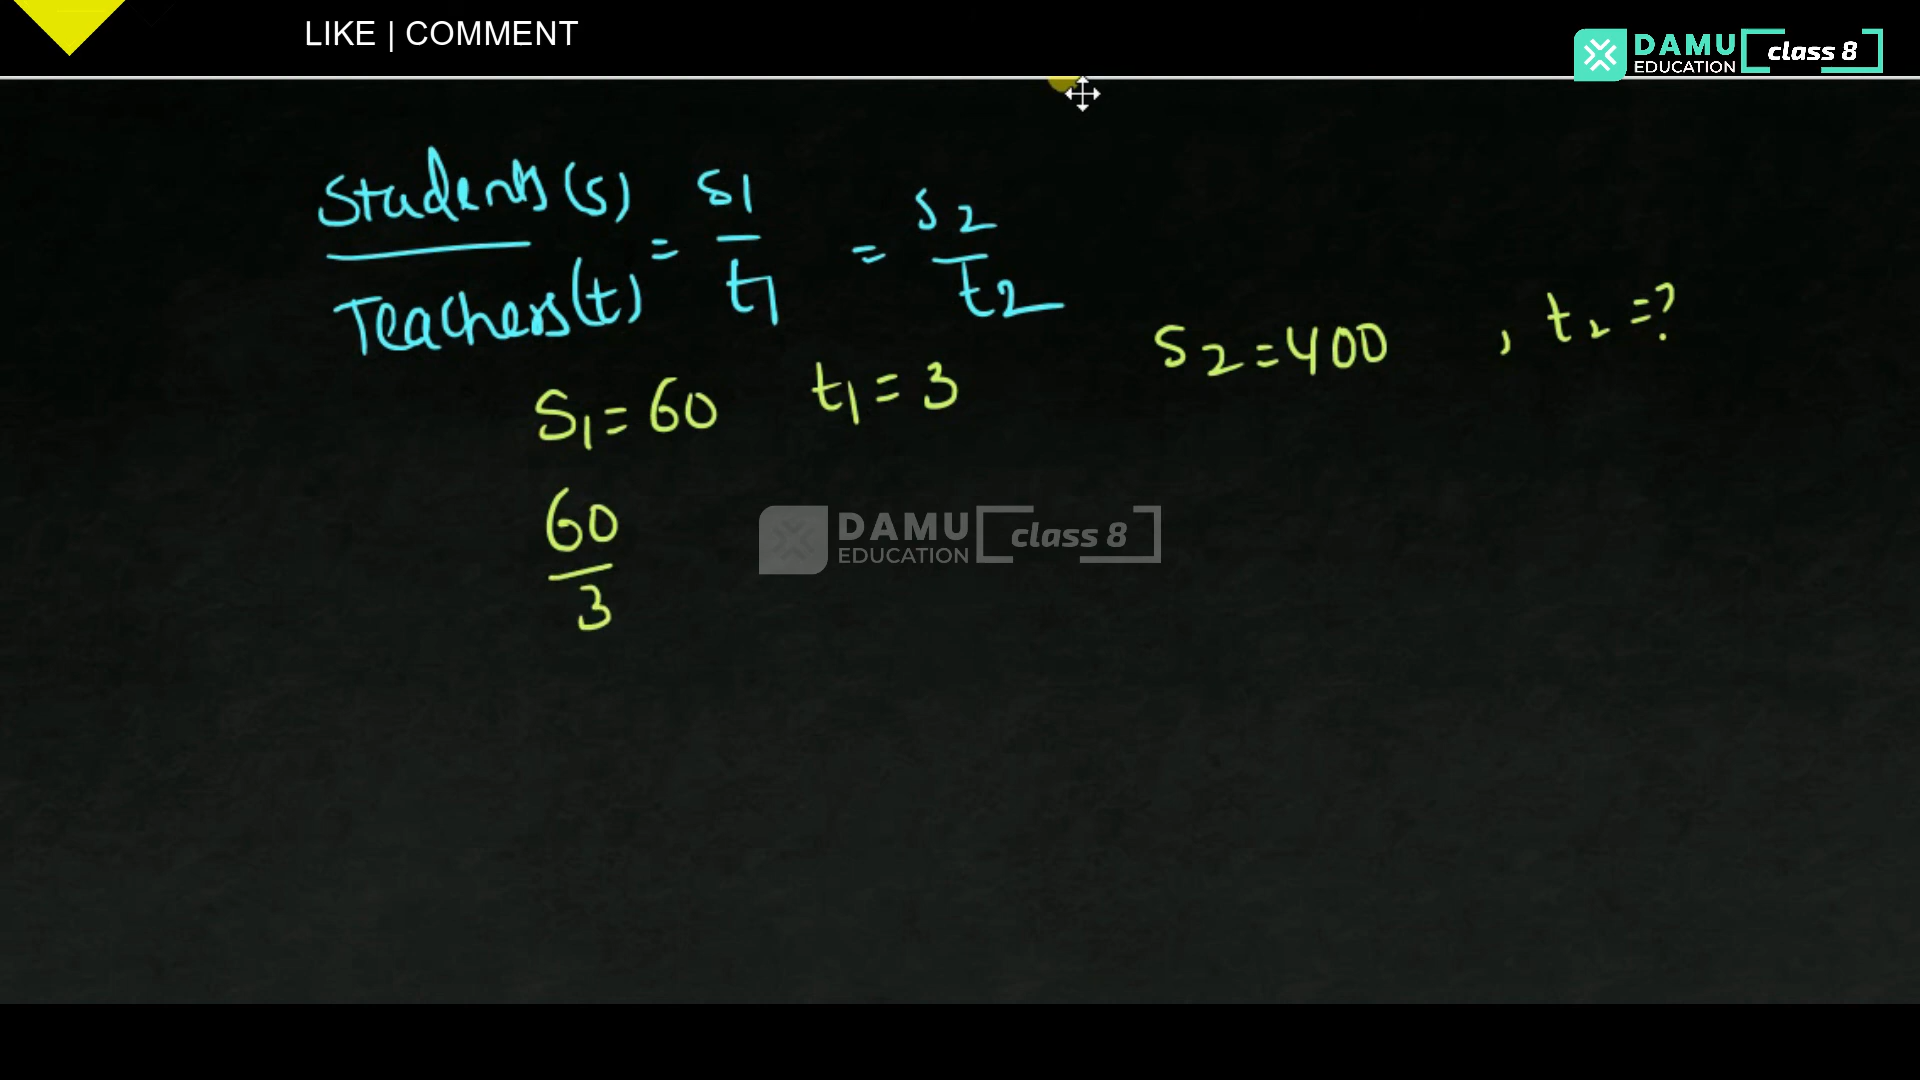 LIKE | COMMENT
DAMU EDUCATION class 8
Students(s) / Teachers(t) = s1 / t1 = s2 / t2
S1 = 60 t1 = 3 S2 = 400 , t2 = ?
60 / 3
DAMU EDUCATION class 8